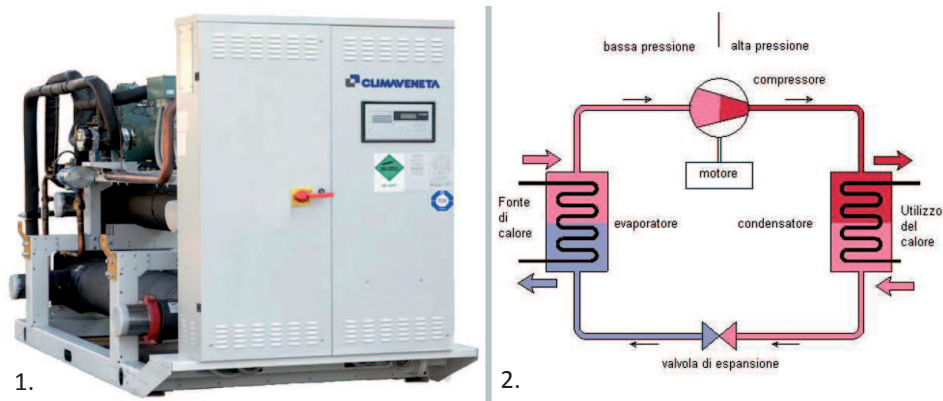 CLIMAVENETA
1.
bassa pressione
alta pressione
compressore
motore
Fonte
di
calore
evaporatore
condensatore
Utilizzo
del
calore
valvola di espansione
2.